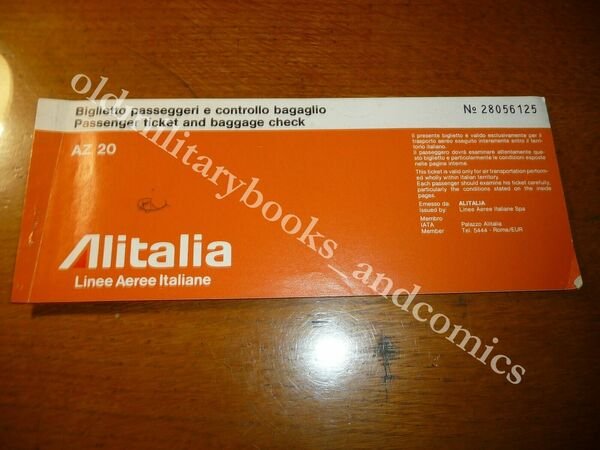 Biglietto passeggeri e controllo bagaglio
Passenger ticket and baggage check
№ 28056125
AZ 20
Il presente biglietto è valido esclusivamente per il
trasporto aereo eseguito interamente entro il terri-
torio italiano.
Il passeggero dovrà esaminare attentamente que-
sto biglietto e particolarmente le condizioni esposte
nelle pagine interne.
This ticket is valid only for air transportation perform-
ed wholly within Italian territory.
Each passenger should examine his ticket carefully,
particularly the conditions stated on the inside
pages.
Emesso da ALITALIA
Issued by: Linee Aeree Italiane Spa
Membro
IATA Palazzo Alitalia
Member Tel. 5444 - Roma/EUR
Alitalia
Linee Aeree Italiane
oldmilitarybooks_andcomics